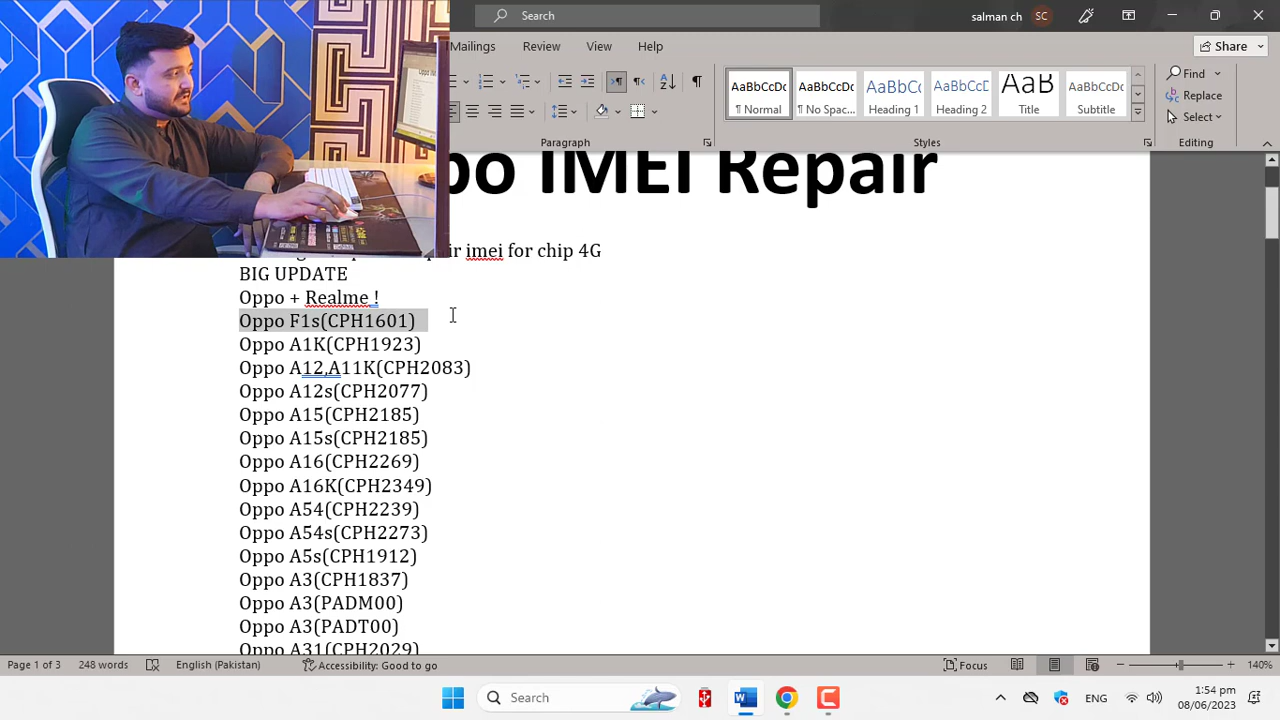 Search
salman ch SC
Mailings Review View Help
Share
AaBbCcDc AaBbCcDc AaBbCc AaBbCcD AaB AaBbCcD
¶ Normal ¶ No Spac... Heading 1 Heading 2 Title Subtitle
Find
Replace
Select
Paragraph Styles Editing
po IMEI Repair
ir imei for chip 4G
BIG UPDATE
Oppo + Realme !
Oppo F1s(CPH1601)
Oppo A1K(CPH1923)
Oppo A12,A11K(CPH2083)
Oppo A12s(CPH2077)
Oppo A15(CPH2185)
Oppo A15s(CPH2185)
Oppo A16(CPH2269)
Oppo A16K(CPH2349)
Oppo A54(CPH2239)
Oppo A54s(CPH2273)
Oppo A5s(CPH1912)
Oppo A3(CPH1837)
Oppo A3(PADM00)
Oppo A3(PADT00)
Oppo A31(CPH2029)
Page 1 of 3 248 words English (Pakistan) Accessibility: Good to go Focus 140%
Search ENG 1:54 pm
08/06/2023